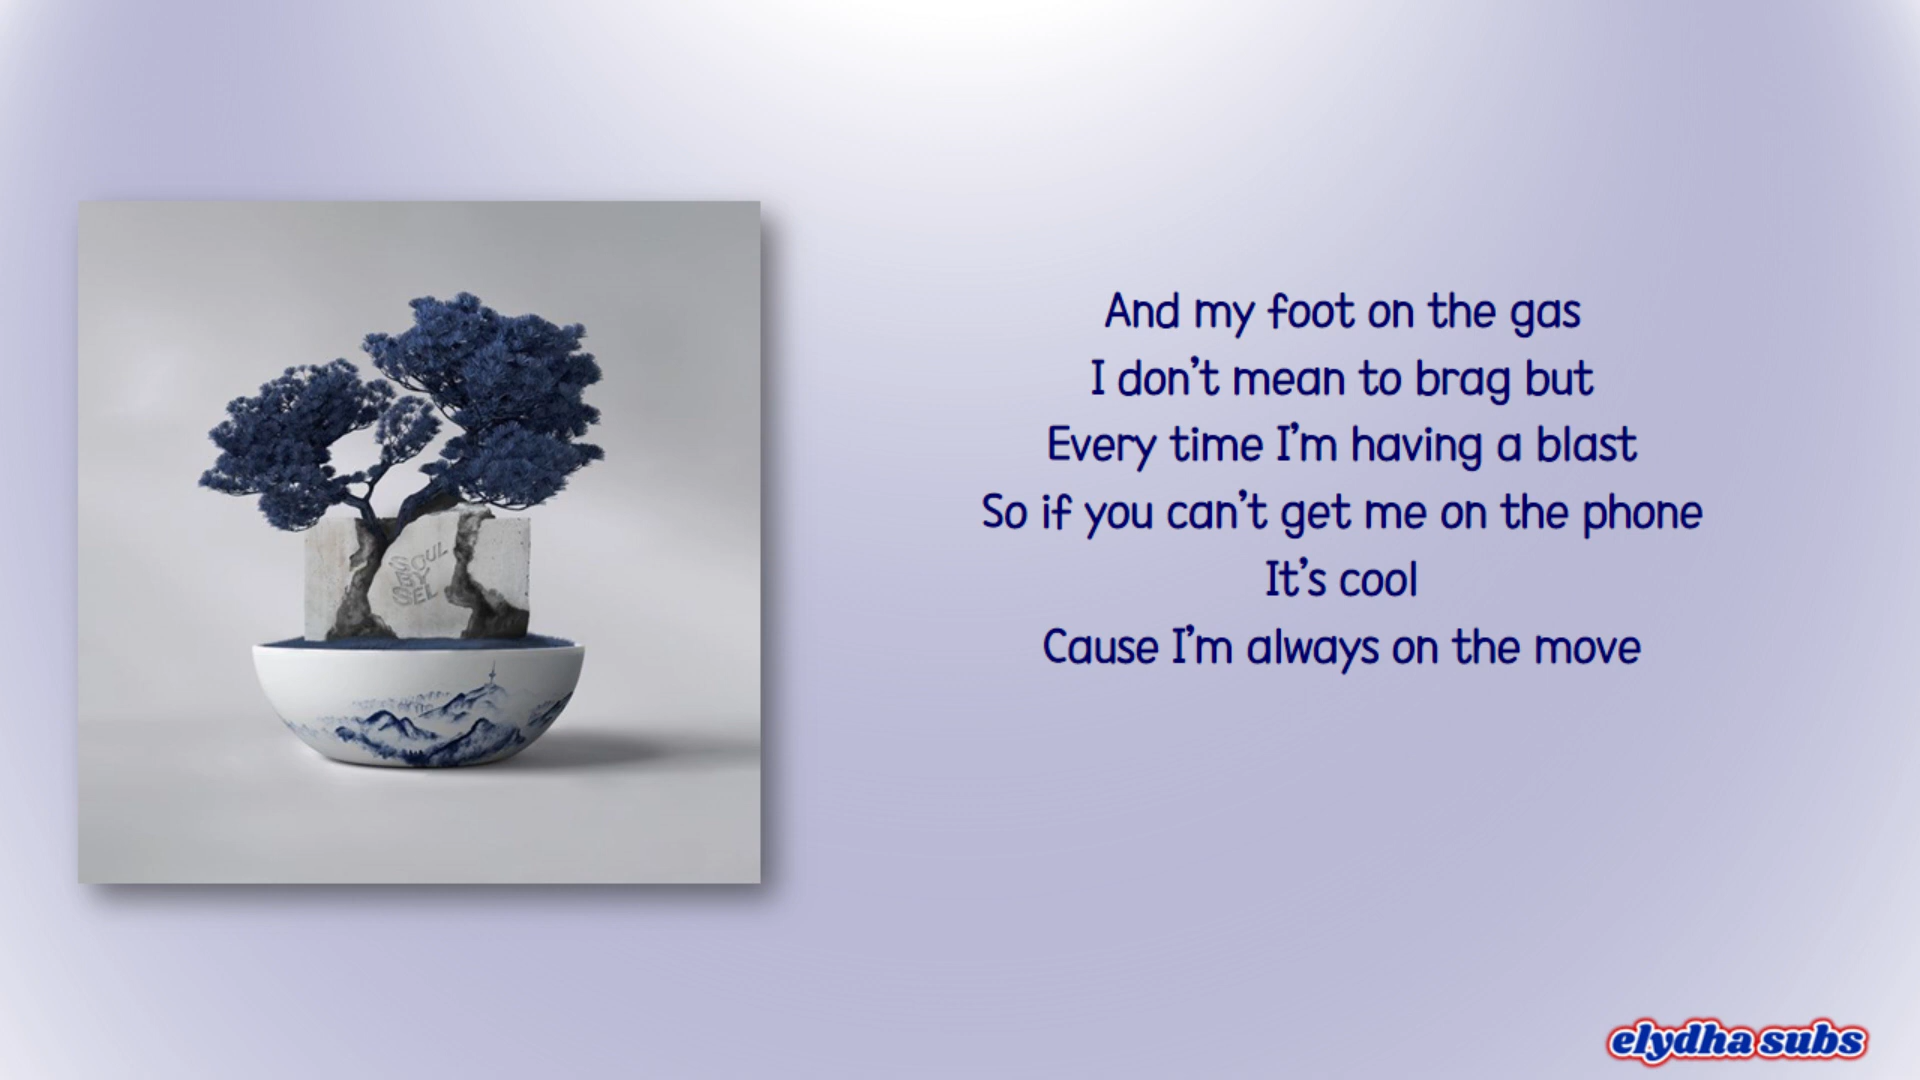 SOUL
BY
SEL
And my foot on the gas
I don't mean to brag but
Every time I'm having a blast
So if you can't get me on the phone
It's cool
Cause I'm always on the move
elydha subs